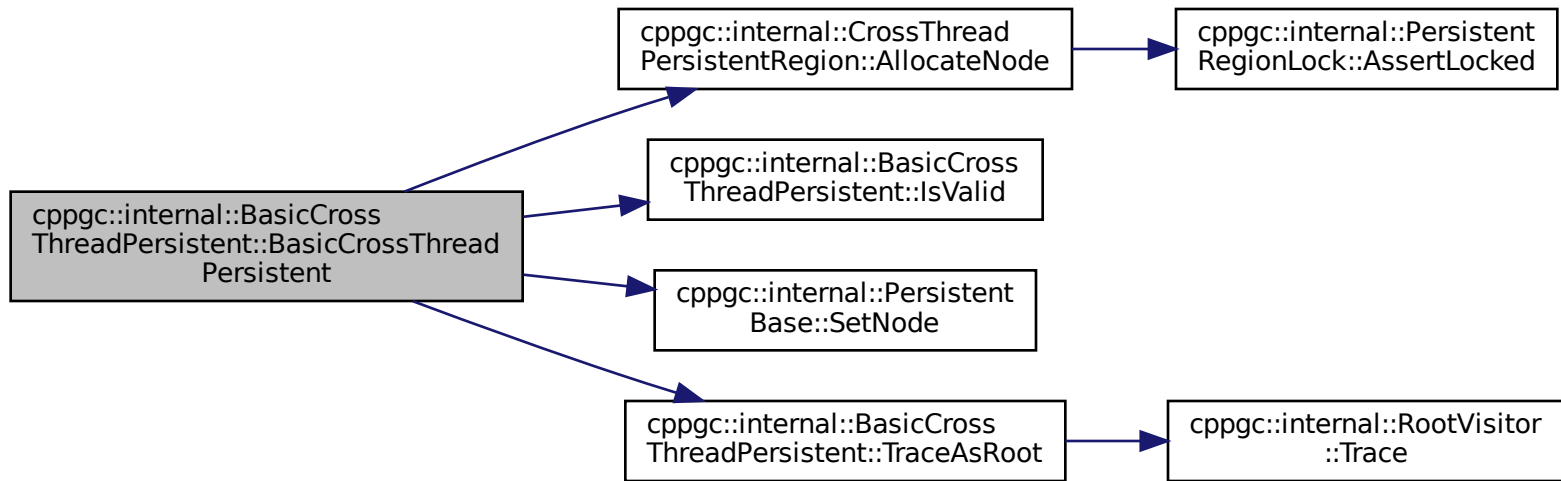 cppgc::internal::BasicCross
ThreadPersistent::BasicCrossThread
Persistent
cppgc::internal::CrossThread
PersistentRegion::AllocateNode
cppgc::internal::Persistent
RegionLock::AssertLocked
cppgc::internal::BasicCross
ThreadPersistent::IsValid
cppgc::internal::Persistent
Base::SetNode
cppgc::internal::BasicCross
ThreadPersistent::TraceAsRoot
cppgc::internal::RootVisitor
::Trace